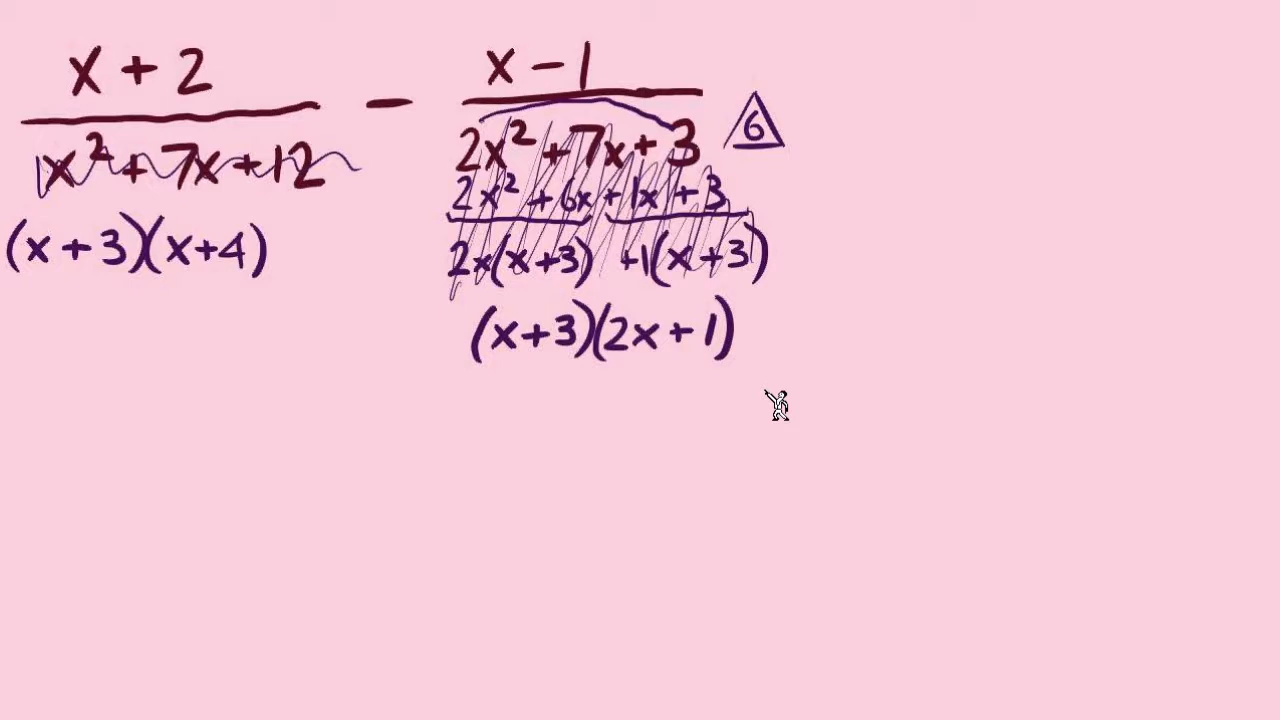 x + 2 — x - 1
x² + 7x + 12 2x² + 7x + 3 6
2x² + 6x + 1x + 3
(x + 3)(x + 4) 2x(x + 3) + 1(x + 3)
(x + 3)(2x + 1)